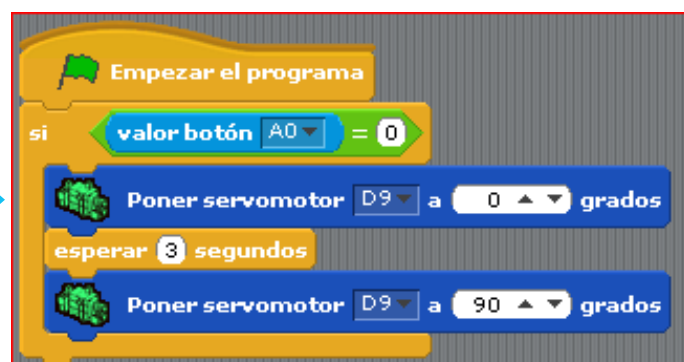 Empezar el programa
si valor botón A0 = 0
Poner servomotor D9 a 0 grados
esperar 3 segundos
Poner servomotor D9 a 90 grados